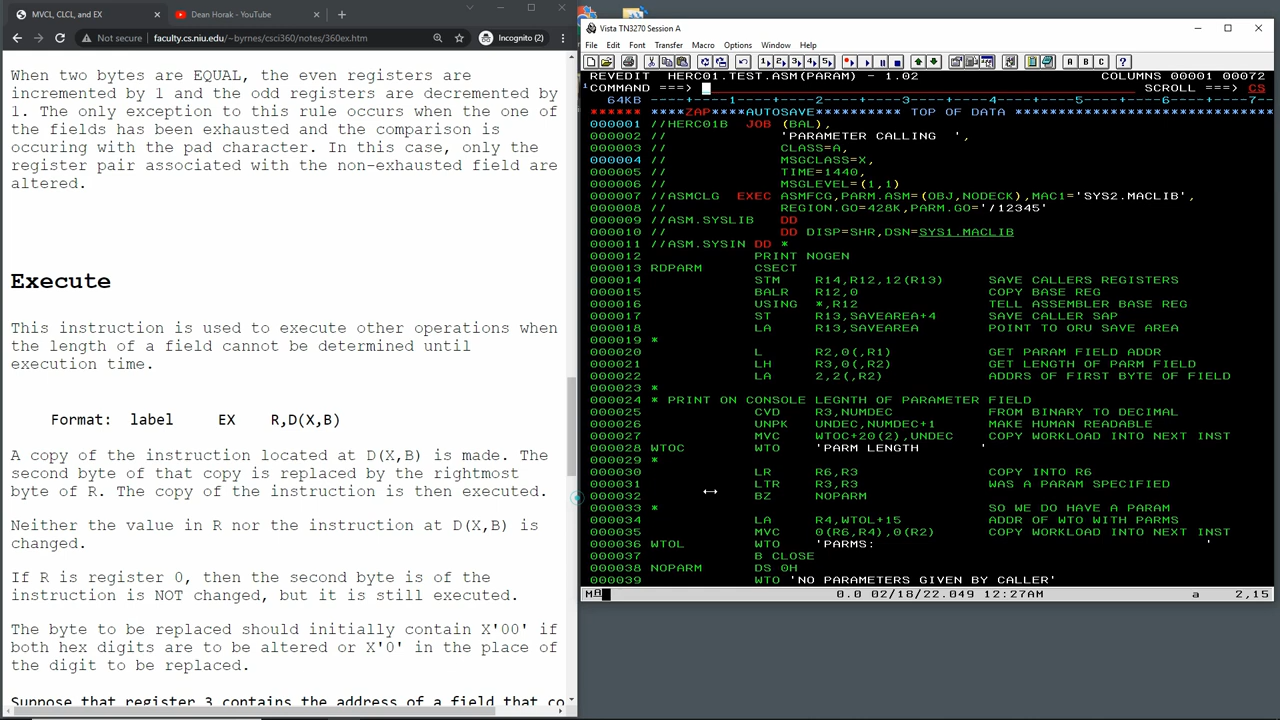 MVCL, CLCL, and EX
Dean Horak - YouTube
Not secure
faculty.cs.niu.edu/~byrnes/csci360/notes/360ex.htm
Incognito (2)
When two bytes are EQUAL, the even registers are
incremented by 1 and the odd registers are decremented by
1. The only exception to this rule occurs when the one
of the fields has been exhausted and the comparison is
occuring with the pad character. In this case, only the
register pair associated with the non-exhausted field are
altered.
Execute
This instruction is used to execute other operations when
the length of a field cannot be determined until
execution time.
Format: label EX R,D(X,B)
A copy of the instruction located at D(X,B) is made. The
second byte of that copy is replaced by the rightmost
byte of R. The copy of the instruction is then executed.
Neither the value in R nor the instruction at D(X,B) is
changed.
If R is register 0, then the second byte is of the
instruction is NOT changed, but it is still executed.
The byte to be replaced should initially contain X'00' if
both hex digits are to be altered or X'0' in the place of
the digit to be replaced.
Suppose that register 3 contains the address of a field that co
Vista TN3270 Session A
File Edit Font Transfer Macro Options Window Help
REVEDIT HERC01.TEST.ASM(PARAM) - 1.02 COLUMNS 00001 00072
COMMAND ===> SCROLL ===> CS
64KB ----+----1----+----2----+----3----+----4----+----5----+----6----+----7-
****** ****ZAP****AUTOSAVE********** TOP OF DATA **********************
000001 //HERC01B JOB (BAL),
000002 // 'PARAMETER CALLING ',
000003 // CLASS=A,
000004 // MSGCLASS=X,
000005 // TIME=1440,
000006 // MSGLEVEL=(1,1)
000007 //ASMCLG EXEC ASMFCG,PARM.ASM=(OBJ,NODECK),MAC1='SYS2.MACLIB',
000008 // REGION.GO=428K,PARM.GO='/12345'
000009 //ASM.SYSLIB DD
000010 // DD DISP=SHR,DSN=SYS1.MACLIB
000011 //ASM.SYSIN DD *
000012 PRINT NOGEN
000013 RDPARM CSECT
000014 STM R14,R12,12(R13) SAVE CALLERS REGISTERS
000015 BALR R12,0 COPY BASE REG
000016 USING *,R12 TELL ASSEMBLER BASE REG
000017 ST R13,SAVEAREA+4 SAVE CALLER SAP
000018 LA R13,SAVEAREA POINT TO ORU SAVE AREA
000019 *
000020 L R2,0(,R1) GET PARAM FIELD ADDR
000021 LH R3,0(,R2) GET LENGTH OF PARM FIELD
000022 LA 2,2(,R2) ADDRS OF FIRST BYTE OF FIELD
000023 *
000024 * PRINT ON CONSOLE LEGNTH OF PARAMETER FIELD
000025 CVD R3,NUMDEC FROM BINARY TO DECIMAL
000026 UNPK UNDEC,NUMDEC+1 MAKE HUMAN READABLE
000027 MVC WTOC+20(2),UNDEC COPY WORKLOAD INTO NEXT INST
000028 WTOC WTO 'PARM LENGTH '
000029 *
000030 LR R6,R3 COPY INTO R6
000031 LTR R3,R3 WAS A PARAM SPECIFIED
000032 BZ NOPARM
000033 * SO WE DO HAVE A PARAM
000034 LA R4,WTOL+15 ADDR OF WTO WITH PARMS
000035 MVC 0(R6,R4),0(R2) COPY WORKLOAD INTO NEXT INST
000036 WTOL WTO 'PARMS: '
000037 B CLOSE
000038 NOPARM DS 0H
000039 WTO 'NO PARAMETERS GIVEN BY CALLER'
0.0 02/18/22.049 12:27AM a 2,15